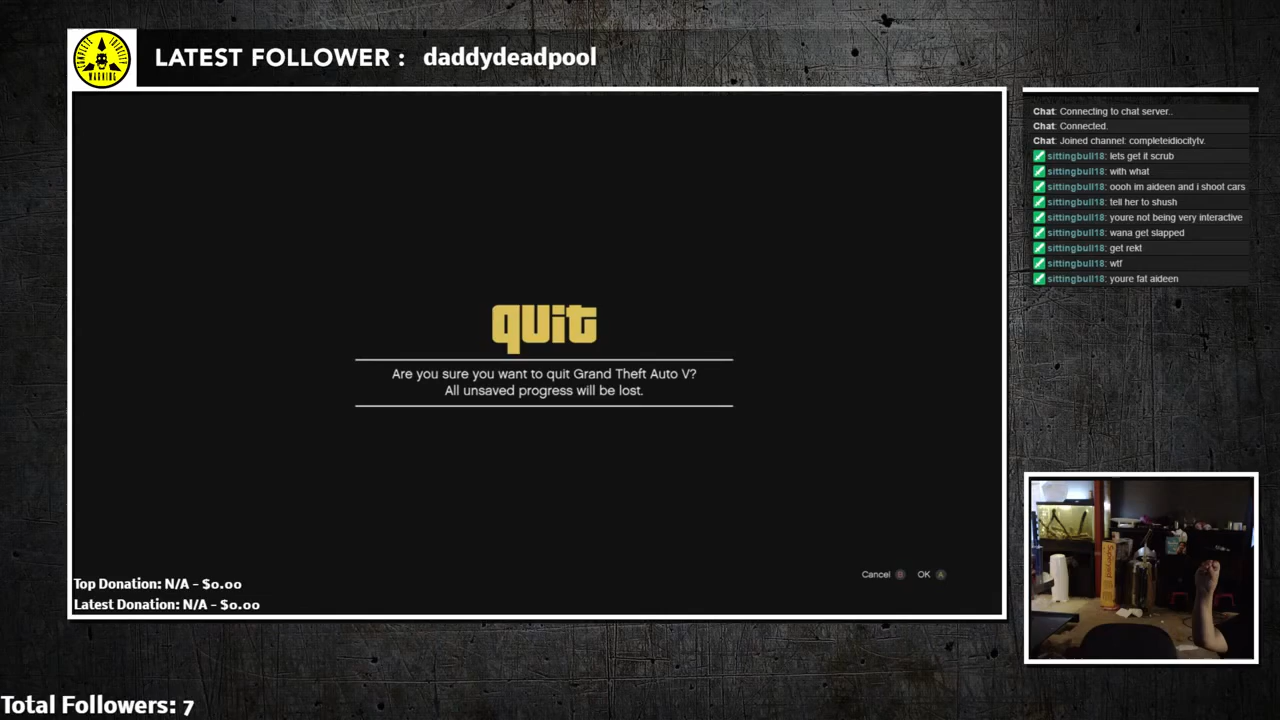 LATEST FOLLOWER : daddydeadpool
COMPLETE IDIOCITY
WARNING
Chat: Connecting to chat server..
Chat: Connected.
Chat: Joined channel: completeidiocitytv.
sittingbull18: lets get it scrub
sittingbull18: with what
sittingbull18: oooh im aideen and i shoot cars
sittingbull18: tell her to shush
sittingbull18: youre not being very interactive
sittingbull18: wana get slapped
sittingbull18: get rekt
sittingbull18: wtf
sittingbull18: youre fat aideen
quit
Are you sure you want to quit Grand Theft Auto V?
All unsaved progress will be lost.
Cancel B OK A
Top Donation: N/A - $0.00
Latest Donation: N/A - $0.00
Total Followers: 7